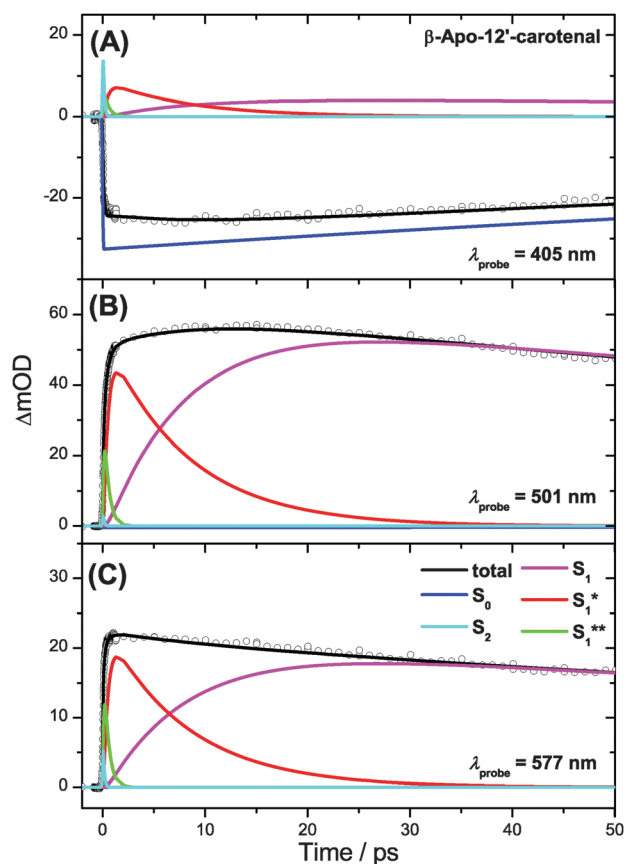 (A)
β-Apo-12'-carotenal
20
0
-20
λprobe = 405 nm
(B)
60
40
20
0
ΔmOD
λprobe = 501 nm
(C)
30
20
10
0
total
S0
S2
S1
S1*
S1**
λprobe = 577 nm
0 10 20 30 40 50
Time / ps